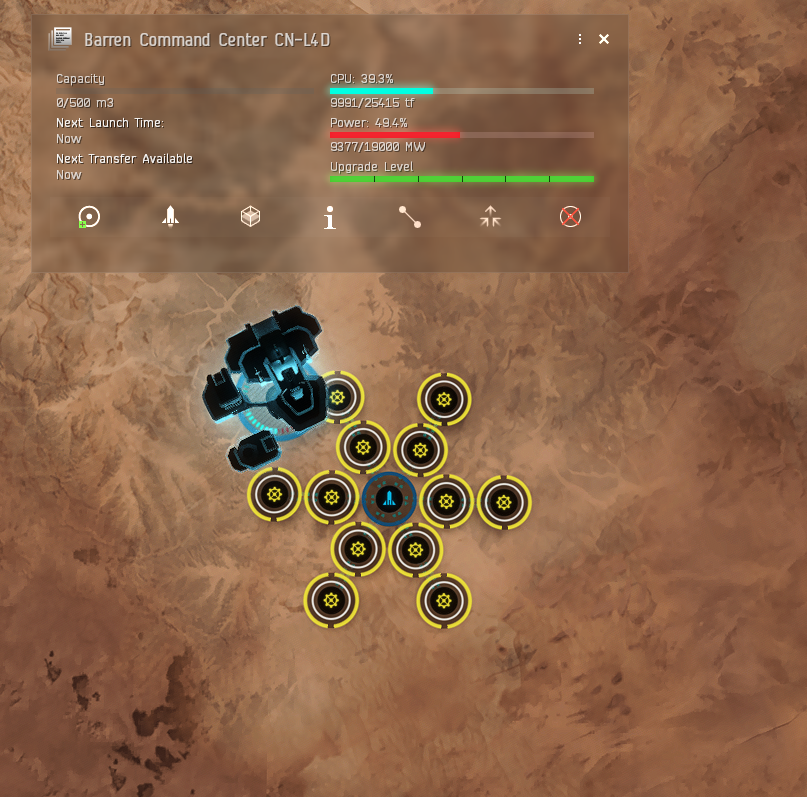 Barren Command Center CN-L4D
Capacity
0/500 m3
Next Launch Time:
Now
Next Transfer Available
Now
CPU: 39.3%
9991/25415 tf
Power: 49.4%
9377/19000 MW
Upgrade Level